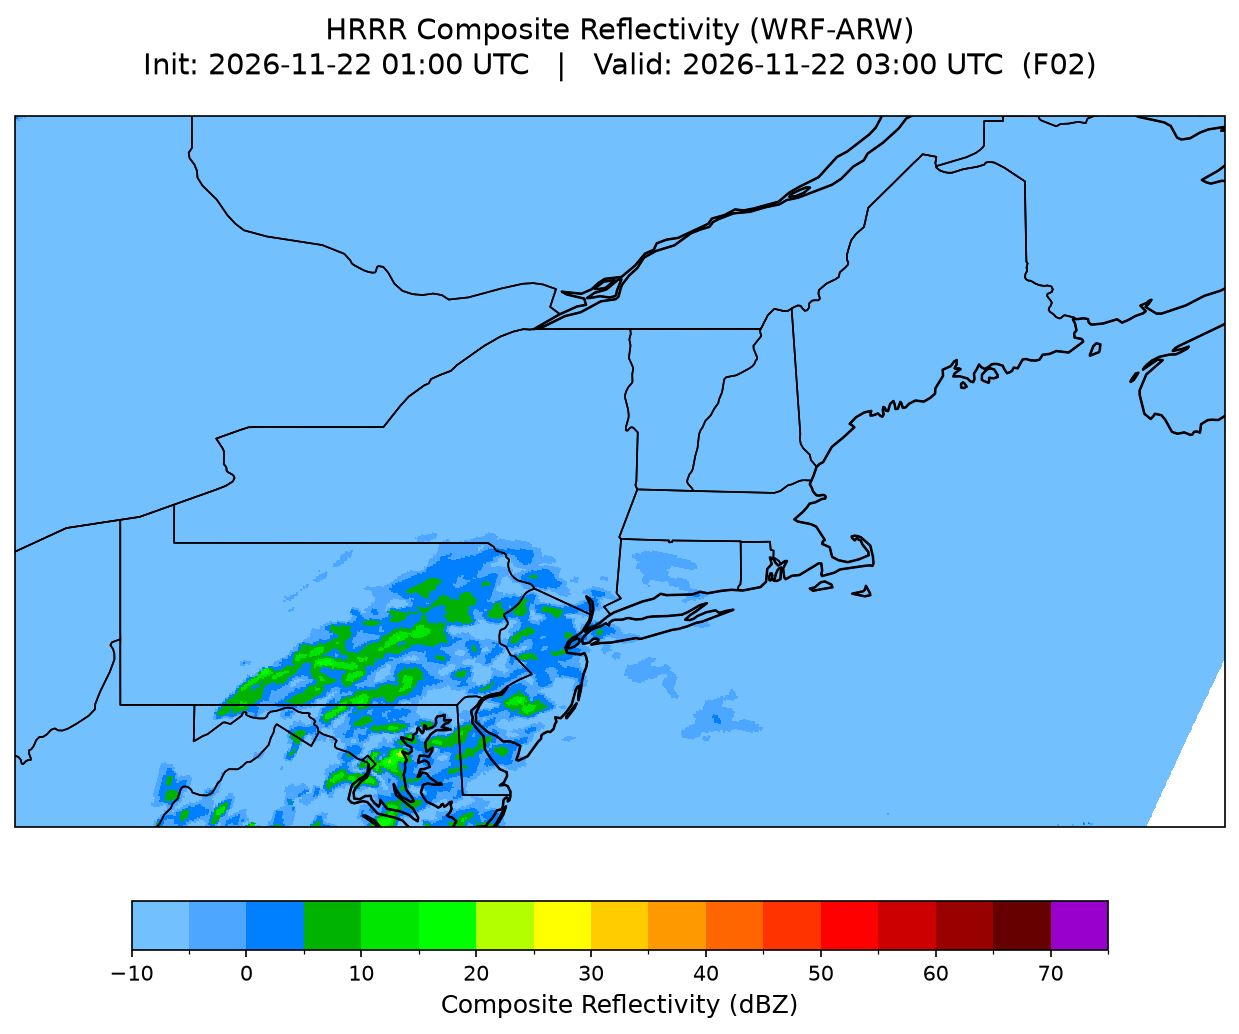 HRRR Composite Reflectivity (WRF-ARW)
Init: 2026-11-22 01:00 UTC | Valid: 2026-11-22 03:00 UTC (F02)
−10 0 10 20 30 40 50 60 70
Composite Reflectivity (dBZ)